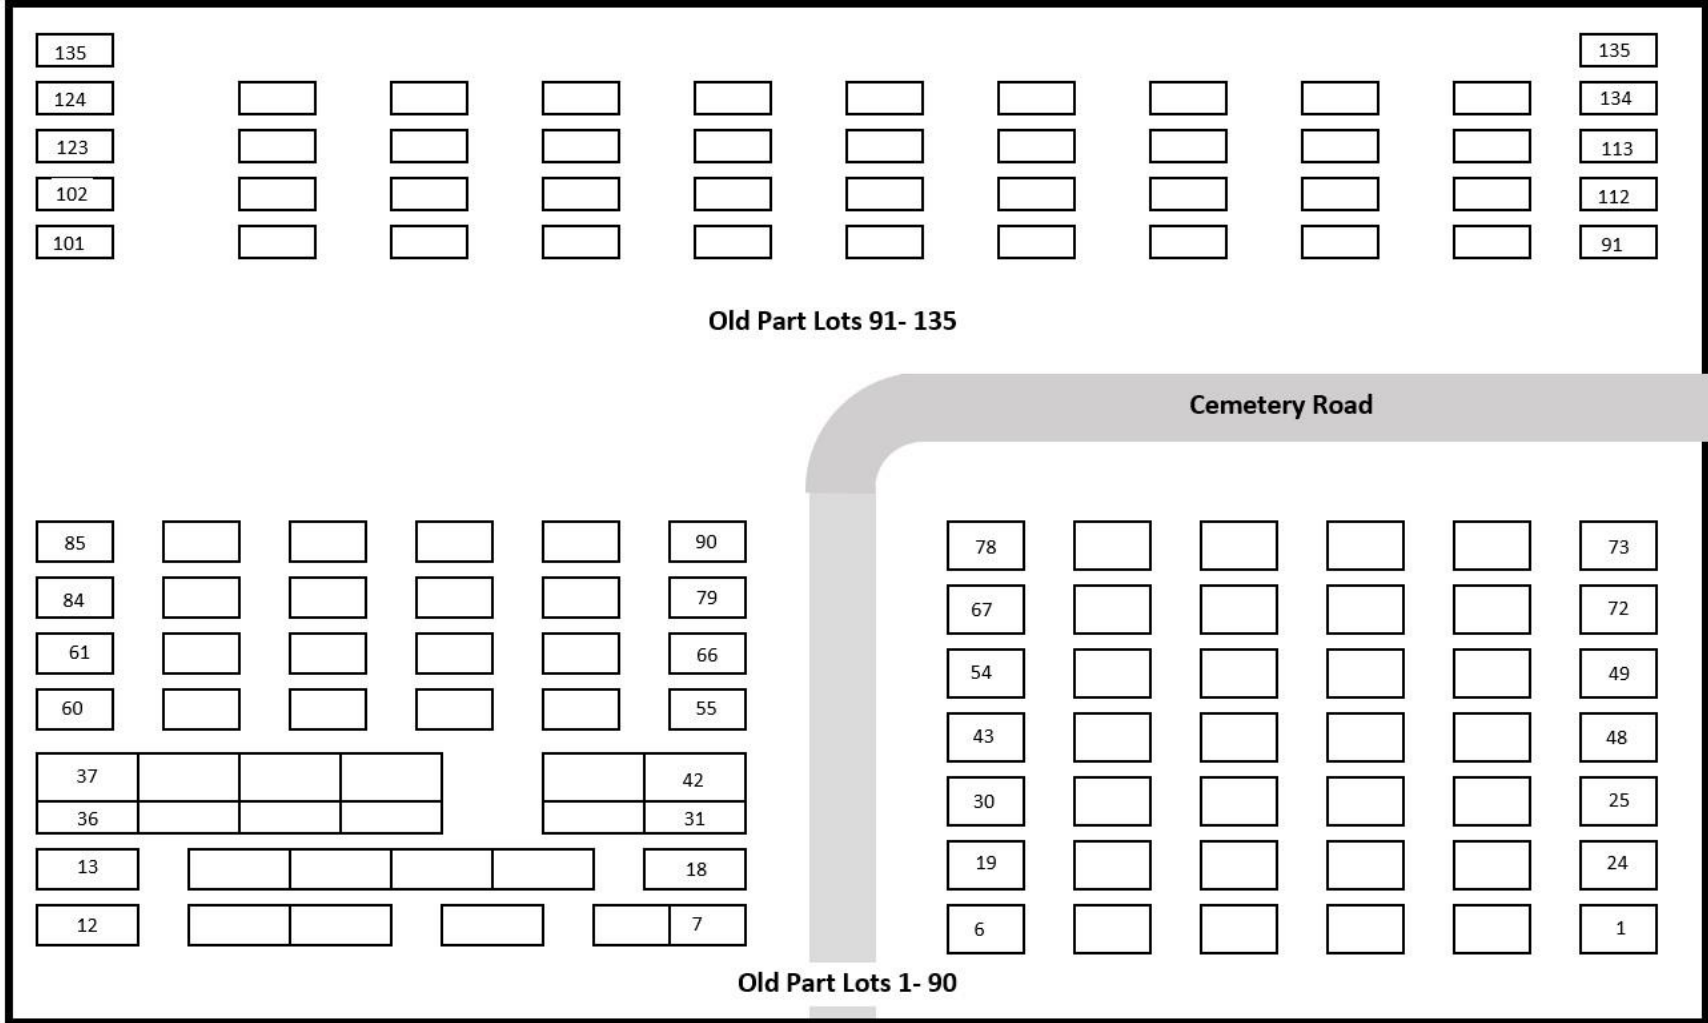 135 135
124 134
123 113
102 112
101 91
Old Part Lots 91- 135
Cemetery Road
85 90 78 73
84 79 67 72
61 66 54 49
60 55 43 48
37 42 30 25
36 31
13 18 19 24
12 7 6 1
Old Part Lots 1- 90